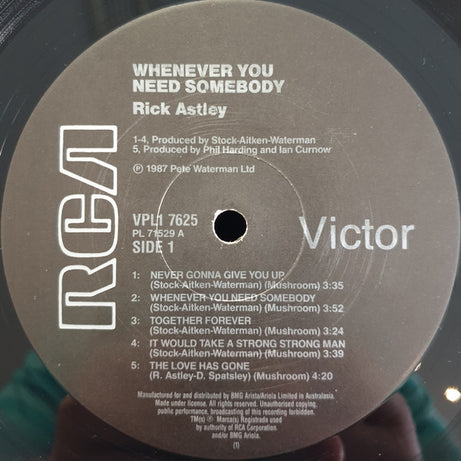 WHENEVER YOU
NEED SOMEBODY
Rick Astley
1-4, Produced by Stock-Aitken-Waterman
5, Produced by Phil Harding and Ian Curnow
Ⓟ 1987 Pete Waterman Ltd
RCA
VPL1 7625
PL 71529 A
SIDE 1
Victor
1: NEVER GONNA GIVE YOU UP
(Stock-Aitken-Waterman) (Mushroom) 3:35
2: WHENEVER YOU NEED SOMEBODY
(Stock-Aitken-Waterman) (Mushroom) 3:52
3: TOGETHER FOREVER
(Stock-Aitken-Waterman) (Mushroom) 3:24
4: IT WOULD TAKE A STRONG STRONG MAN
(Stock-Aitken-Waterman) (Mushroom) 3:39
5: THE LOVE HAS GONE
(R. Astley-D. Spatsley) (Mushroom) 4:20
Manufactured for and distributed by BMG Arista/Ariola Limited in Australasia.
Made under license. All rights reserved. Unauthorised copying,
public performance, broadcasting of this recording forbidden.
TM(s) ® Marca(s) Registrada used
by authority of RCA Corporation
and/or BMG Ariola.
(1)